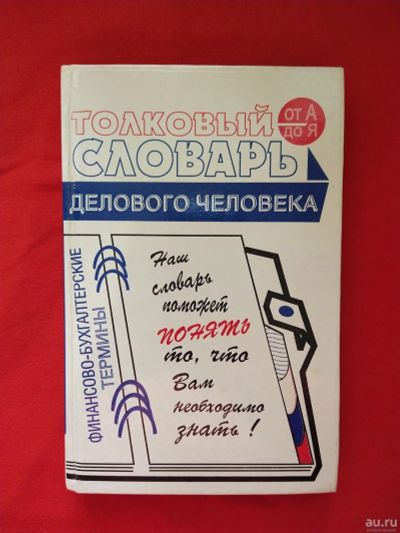 ТОЛКОВЫЙ
СЛОВАРЬ
от А
до Я
ДЕЛОВОГО ЧЕЛОВЕКА
ФИНАНСОВО-БУХГАЛТЕРСКИЕ
ТЕРМИНЫ
Наш
словарь
поможет
ПОНЯТЬ
то, что
Вам
необходимо
знать!
au.ru